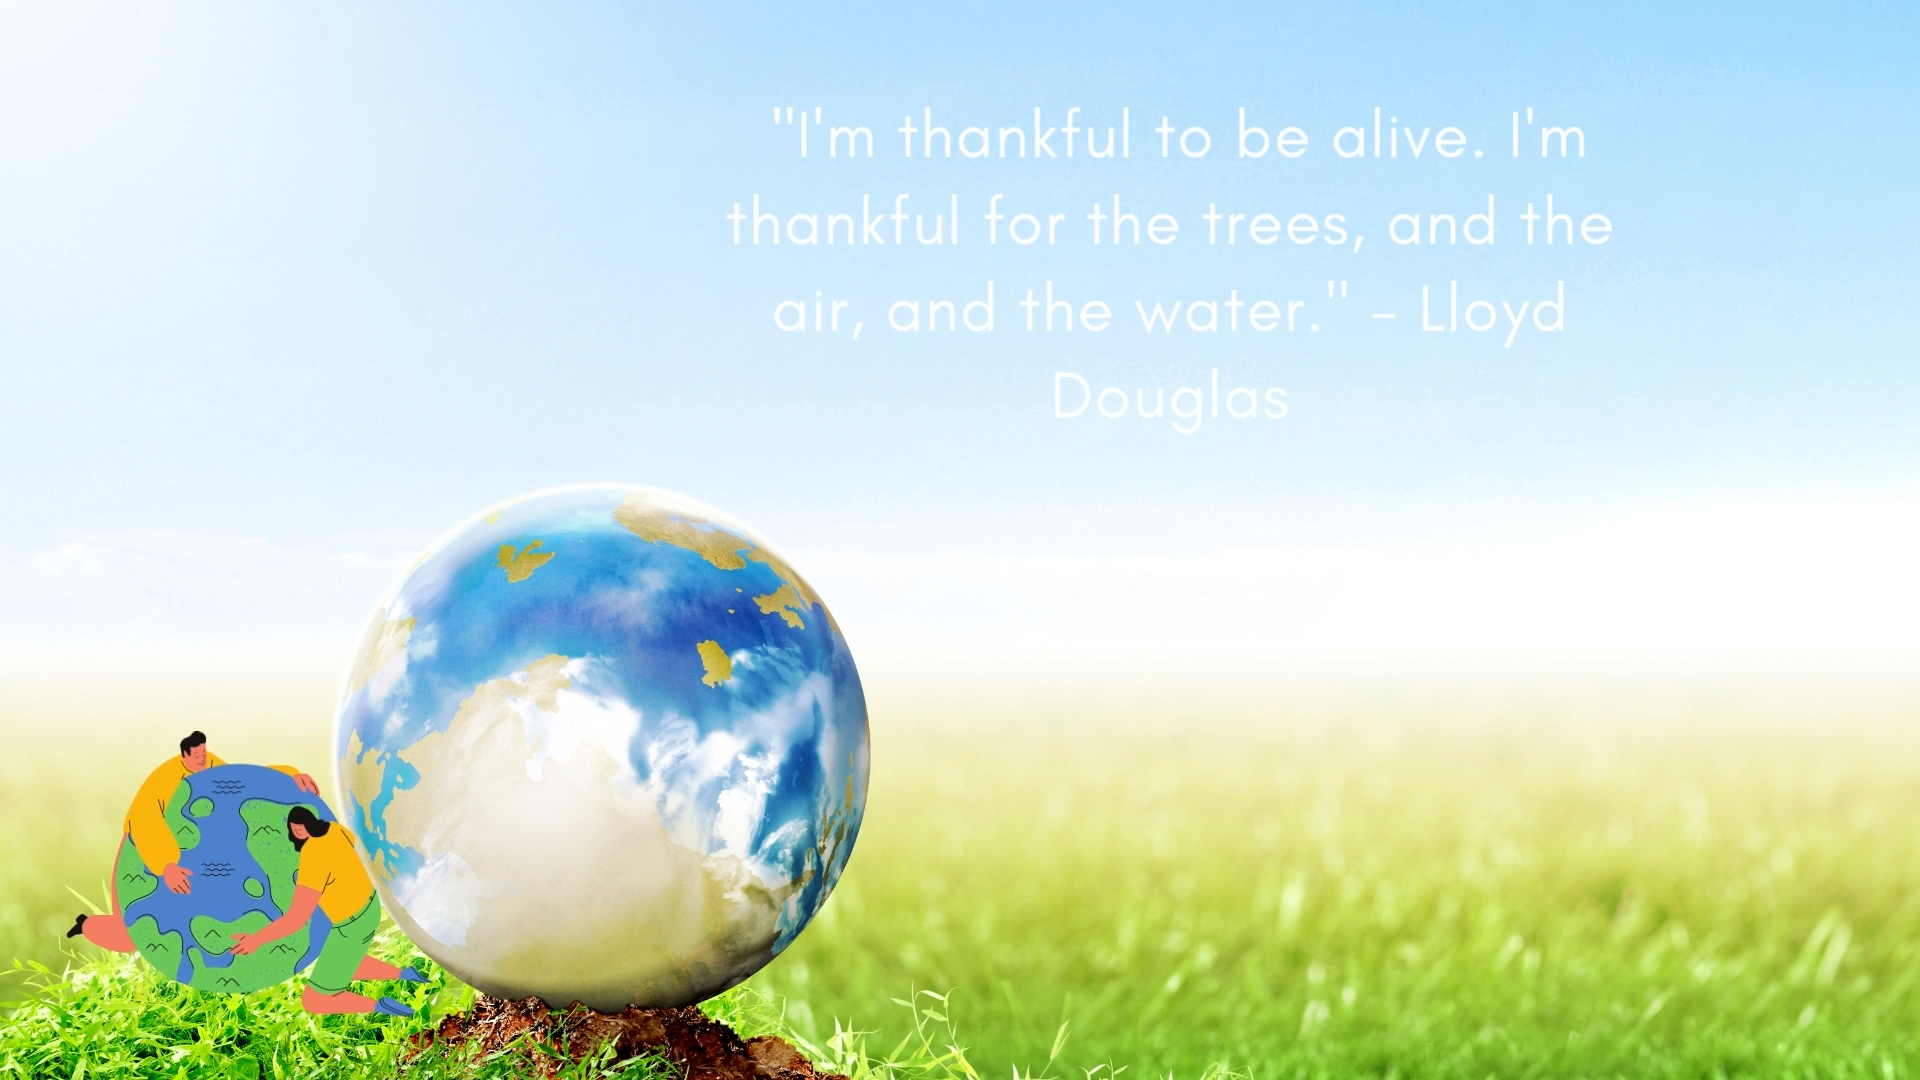 "I'm thankful to be alive. I'm
thankful for the trees, and the
air, and the water." - Lloyd
Douglas